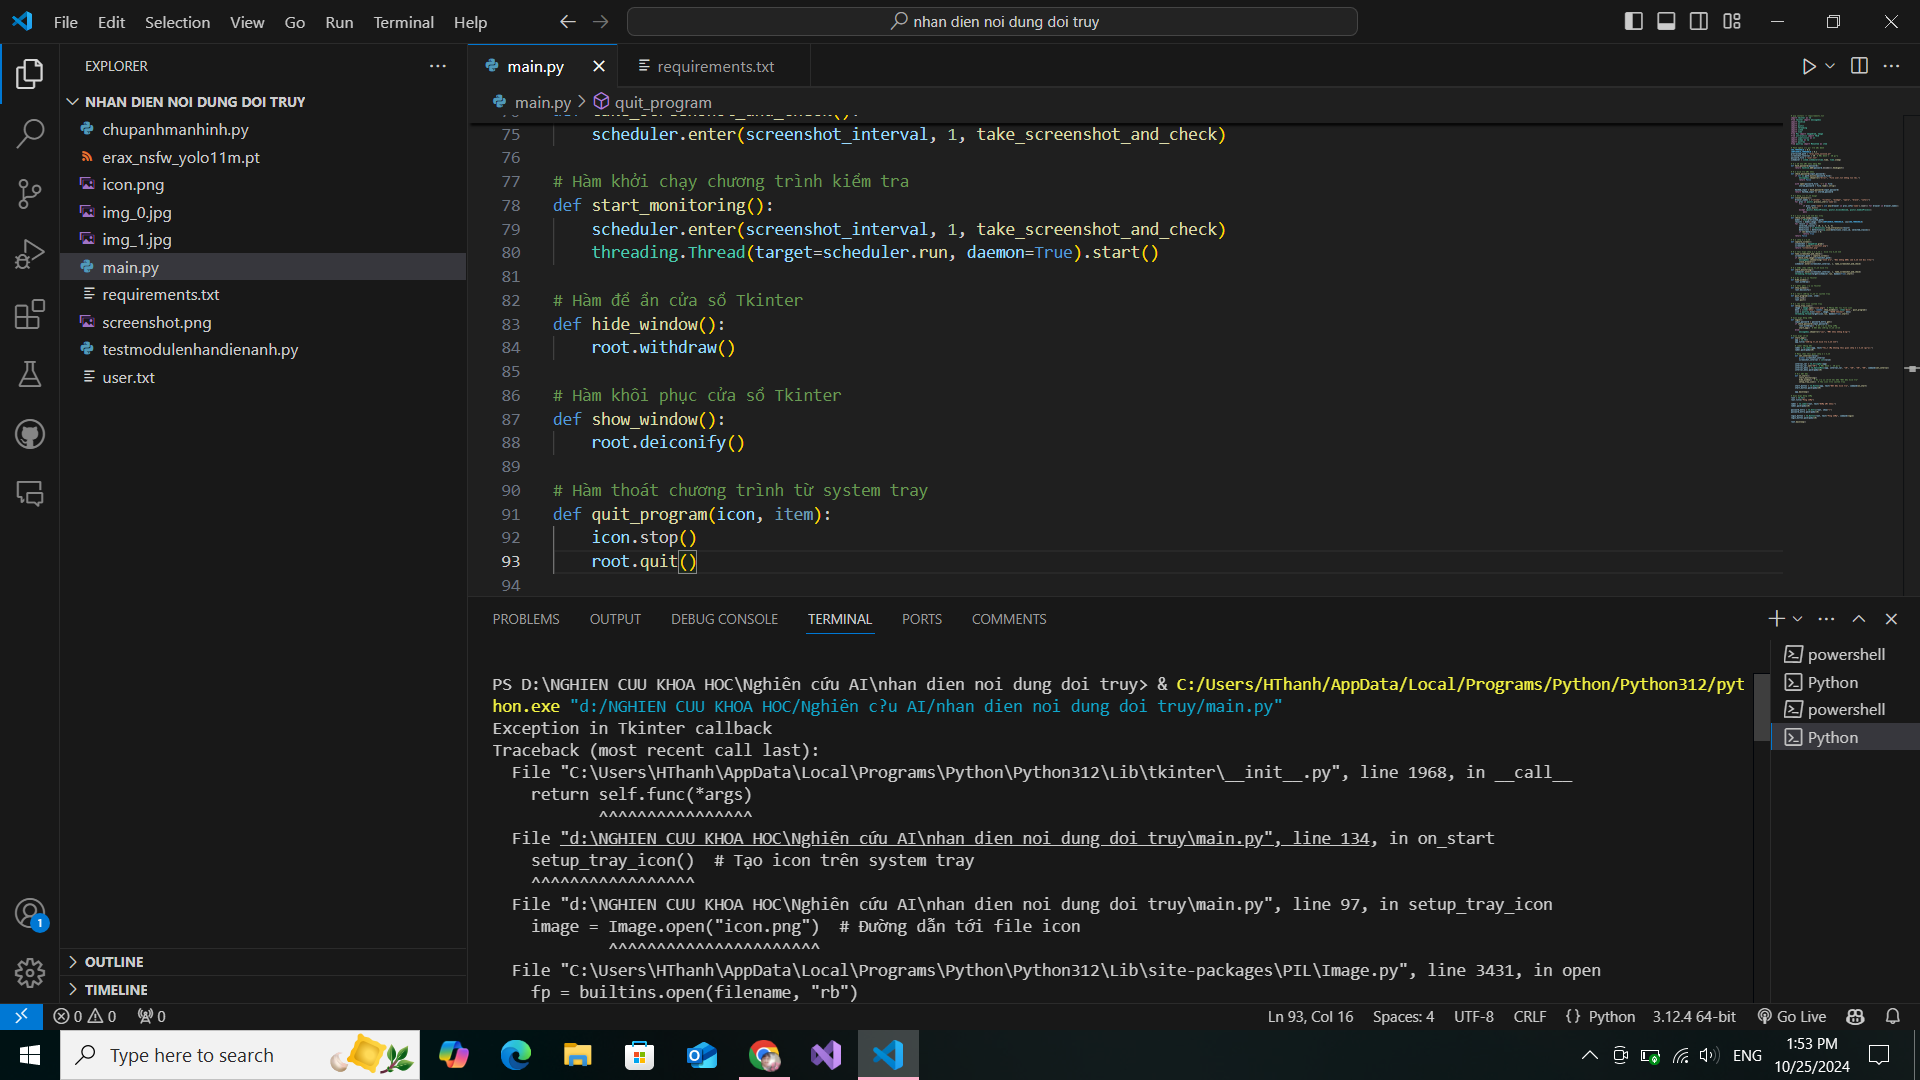 File Edit Selection View Go Run Terminal Help
nhan dien noi dung doi truy
EXPLORER
NHAN DIEN NOI DUNG DOI TRUY
chupanhmanhinh.py
erax_nsfw_yolo11m.pt
icon.png
img_0.jpg
img_1.jpg
main.py
requirements.txt
screenshot.png
testmodulenhandienanh.py
user.txt
OUTLINE
TIMELINE
main.py
requirements.txt
main.py > quit_program
75 scheduler.enter(screenshot_interval, 1, take_screenshot_and_check)
76
77 # Hàm khởi chạy chương trình kiểm tra
78 def start_monitoring():
79 scheduler.enter(screenshot_interval, 1, take_screenshot_and_check)
80 threading.Thread(target=scheduler.run, daemon=True).start()
81
82 # Hàm để ẩn cửa sổ Tkinter
83 def hide_window():
84 root.withdraw()
85
86 # Hàm khôi phục cửa sổ Tkinter
87 def show_window():
88 root.deiconify()
89
90 # Hàm thoát chương trình từ system tray
91 def quit_program(icon, item):
92 icon.stop()
93 root.quit()
94
PROBLEMS OUTPUT DEBUG CONSOLE TERMINAL PORTS COMMENTS
PS D:\NGHIEN CUU KHOA HOC\Nghiên cứu AI\nhan dien noi dung doi truy> & C:/Users/HThanh/AppData/Local/Programs/Python/Python312/pyt
hon.exe "d:/NGHIEN CUU KHOA HOC/Nghiên c?u AI/nhan dien noi dung doi truy/main.py"
Exception in Tkinter callback
Traceback (most recent call last):
File "C:\Users\HThanh\AppData\Local\Programs\Python\Python312\Lib\tkinter\__init__.py", line 1968, in __call__
return self.func(*args)
^^^^^^^^^^^^^^^^
File "d:\NGHIEN CUU KHOA HOC\Nghiên cứu AI\nhan dien noi dung doi truy\main.py", line 134, in on_start
setup_tray_icon()  # Tạo icon trên system tray
^^^^^^^^^^^^^^^^^
File "d:\NGHIEN CUU KHOA HOC\Nghiên cứu AI\nhan dien noi dung doi truy\main.py", line 97, in setup_tray_icon
image = Image.open("icon.png")  # Đường dẫn tới file icon
^^^^^^^^^^^^^^^^^^^^^^
File "C:\Users\HThanh\AppData\Local\Programs\Python\Python312\Lib\site-packages\PIL\Image.py", line 3431, in open
fp = builtins.open(filename, "rb")
powershell
Python
powershell
Python
1
0 0 0
Ln 93, Col 16 Spaces: 4 UTF-8 CRLF {} Python 3.12.4 64-bit Go Live
Type here to search
ENG
1:53 PM
10/25/2024